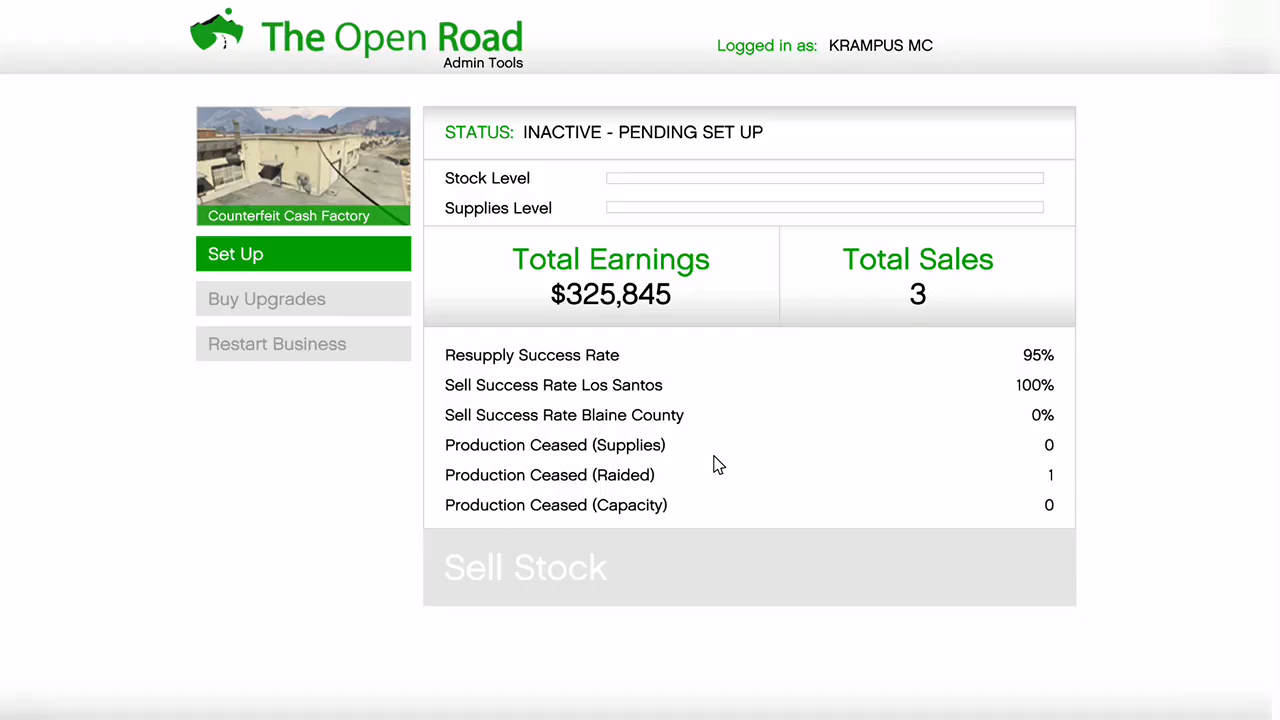 The Open Road
Admin Tools
Logged in as: KRAMPUS MC
Counterfeit Cash Factory
Set Up
Buy Upgrades
Restart Business
STATUS: INACTIVE - PENDING SET UP
Stock Level
Supplies Level
Total Earnings
$325,845
Total Sales
3
Resupply Success Rate 95%
Sell Success Rate Los Santos 100%
Sell Success Rate Blaine County 0%
Production Ceased (Supplies) 0
Production Ceased (Raided) 1
Production Ceased (Capacity) 0
Sell Stock